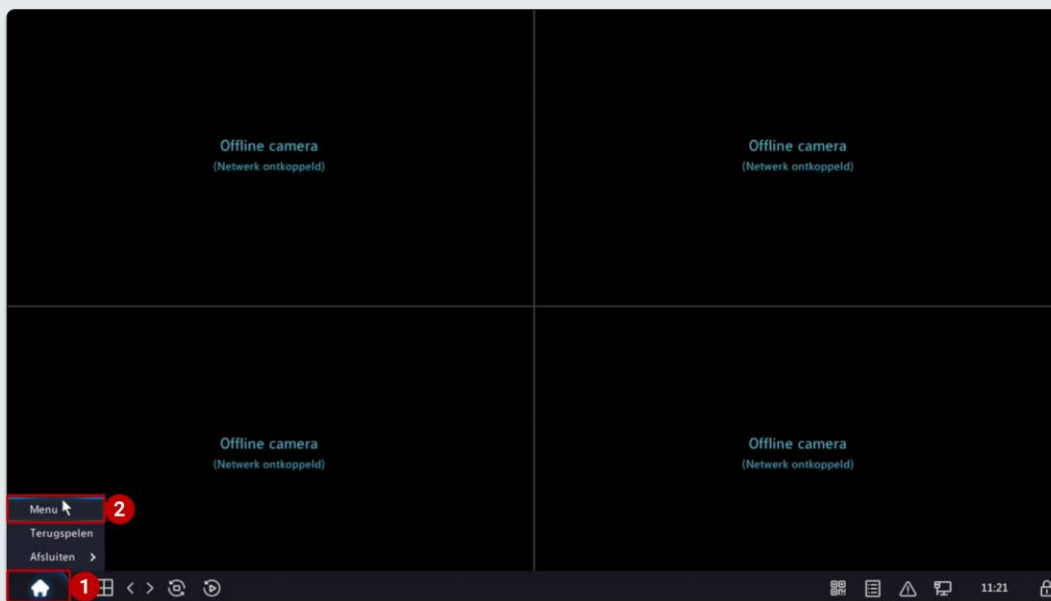 Offline camera
(Netwerk ontkoppeld)
Offline camera
(Netwerk ontkoppeld)
Offline camera
(Netwerk ontkoppeld)
Offline camera
(Netwerk ontkoppeld)
Menu
2
Terugspelen
Afsluiten >
1
11:21